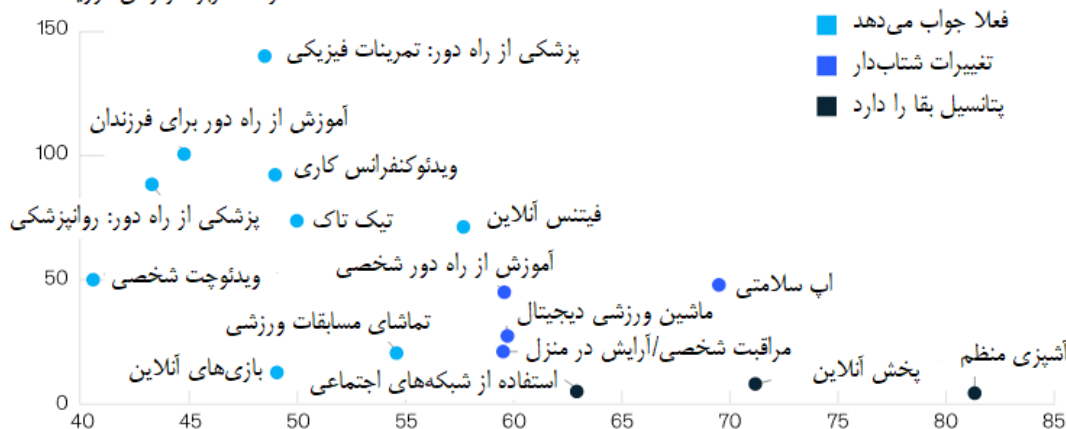 150
فعلا جواب می‌دهد
تغییرات شتاب‌دار
پتانسیل بقا را دارد
پزشکی از راه دور: تمرینات فیزیکی
آموزش از راه دور برای فرزندان
100
ویدئوکنفرانس کاری
پزشکی از راه دور: روانپزشکی
تیک تاک
فیتنس آنلاین
آموزش از راه دور شخصی
50
ویدئوچت شخصی
اپ سلامتی
ماشین ورزشی دیجیتال
تماشای مسابقات ورزشی
مراقبت شخصی/آرایش در منزل
آشپزی منظم
بازی‌های آنلاین
استفاده از شبکه‌های اجتماعی
پخش آنلاین
0
40 45 50 55 60 65 70 75 80 85